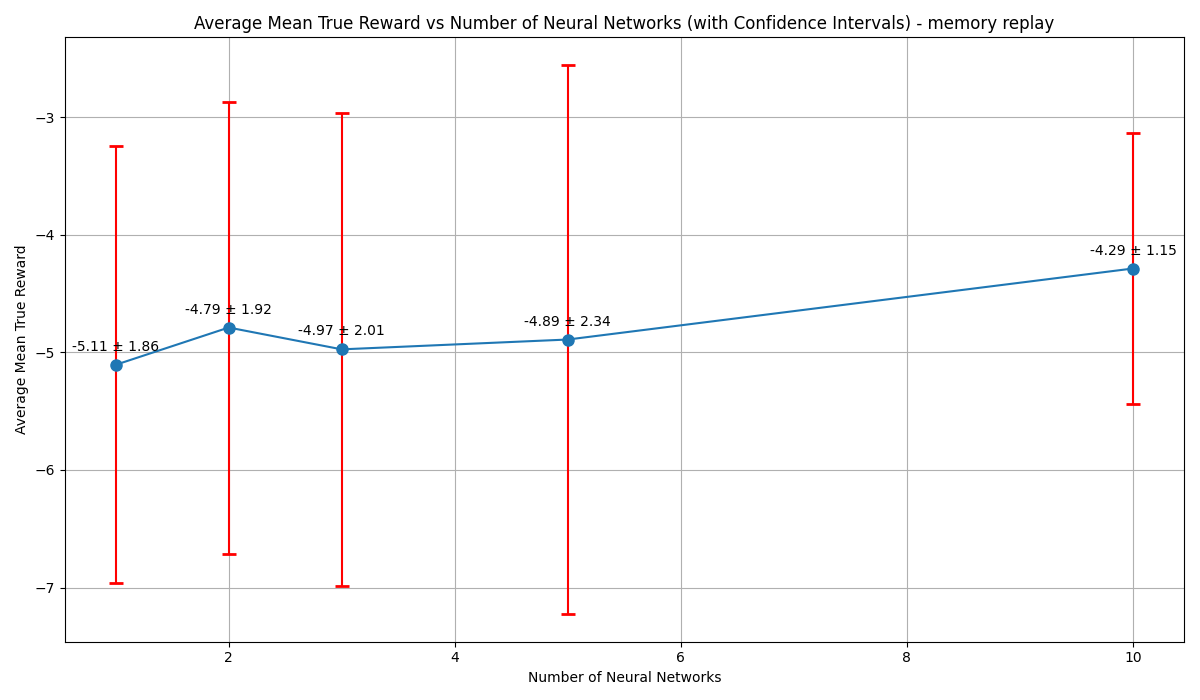 Average Mean True Reward vs Number of Neural Networks (with Confidence Intervals) - memory replay
Average Mean True Reward
−3
−4
−5
−6
−7
-5.11 ± 1.86
-4.79 ± 1.92
-4.97 ± 2.01
-4.89 ± 2.34
-4.29 ± 1.15
2
4
6
8
10
Number of Neural Networks